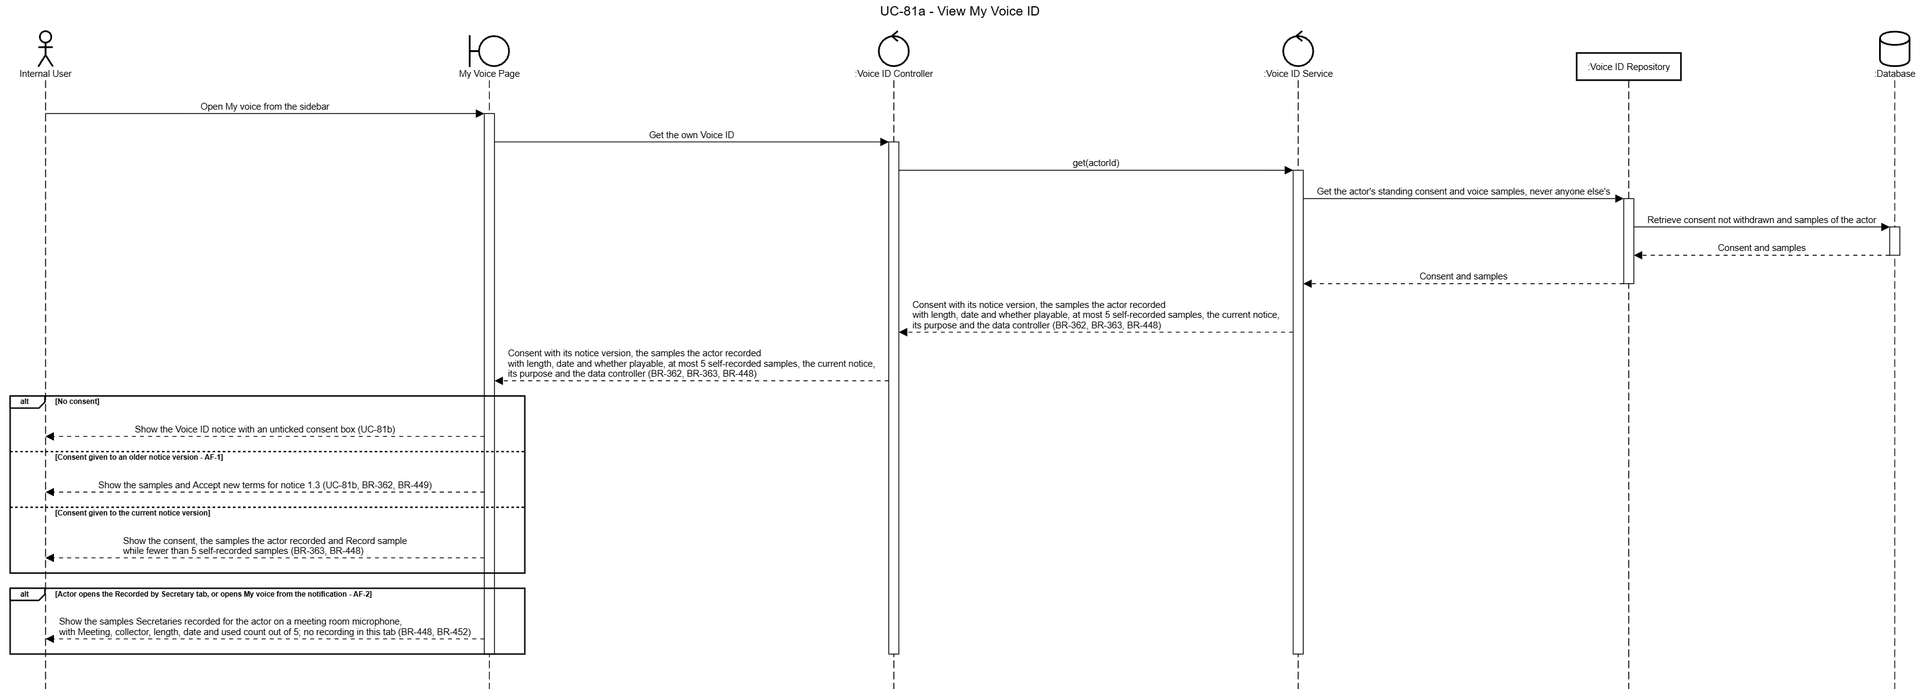 UC-81a - View My Voice ID
Internal User
My Voice Page
:Voice ID Controller
:Voice ID Service
:Voice ID Repository
:Database
Open My voice from the sidebar
Get the own Voice ID
get(actorId)
Get the actor's standing consent and voice samples, never anyone else's
Retrieve consent not withdrawn and samples of the actor
Consent and samples
Consent and samples
Consent with its notice version, the samples the actor recorded
with length, date and whether playable, at most 5 self-recorded samples, the current notice,
its purpose and the data controller (BR-362, BR-363, BR-448)
Consent with its notice version, the samples the actor recorded
with length, date and whether playable, at most 5 self-recorded samples, the current notice,
its purpose and the data controller (BR-362, BR-363, BR-448)
alt [No consent]
Show the Voice ID notice with an unticked consent box (UC-81b)
[Consent given to an older notice version - AF-1]
Show the samples and Accept new terms for notice 1.3 (UC-81b, BR-362, BR-449)
[Consent given to the current notice version]
Show the consent, the samples the actor recorded and Record sample
while fewer than 5 self-recorded samples (BR-363, BR-448)
alt [Actor opens the Recorded by Secretary tab, or opens My voice from the notification - AF-2]
Show the samples Secretaries recorded for the actor on a meeting room microphone,
with Meeting, collector, length, date and used count out of 5; no recording in this tab (BR-448, BR-452)